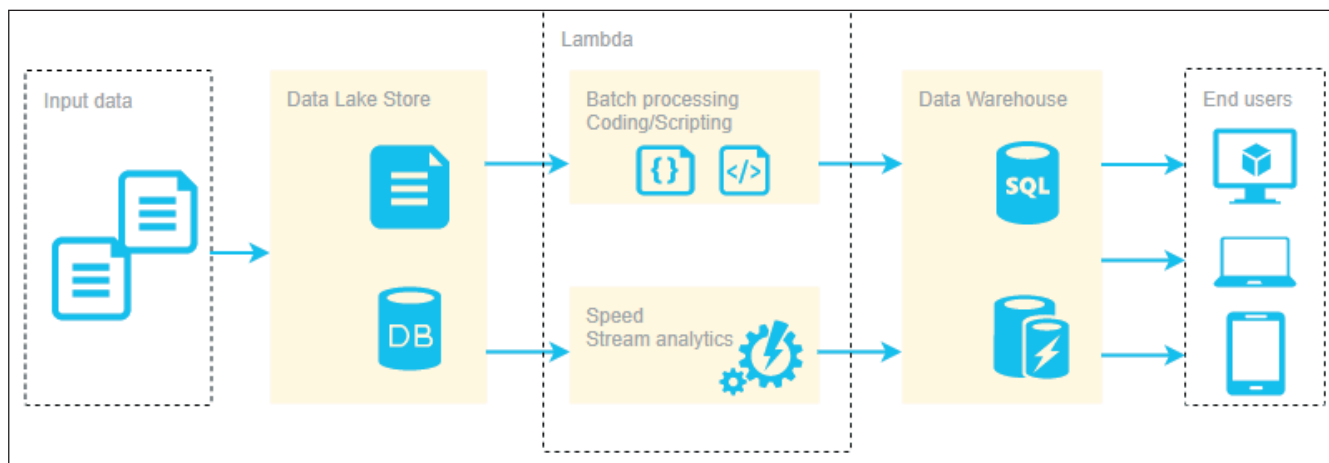 Lambda
Input data
Data Lake Store
Batch processing
Coding/Scripting
{}
</>
Data Warehouse
SQL
End users
DB
Speed
Stream analytics